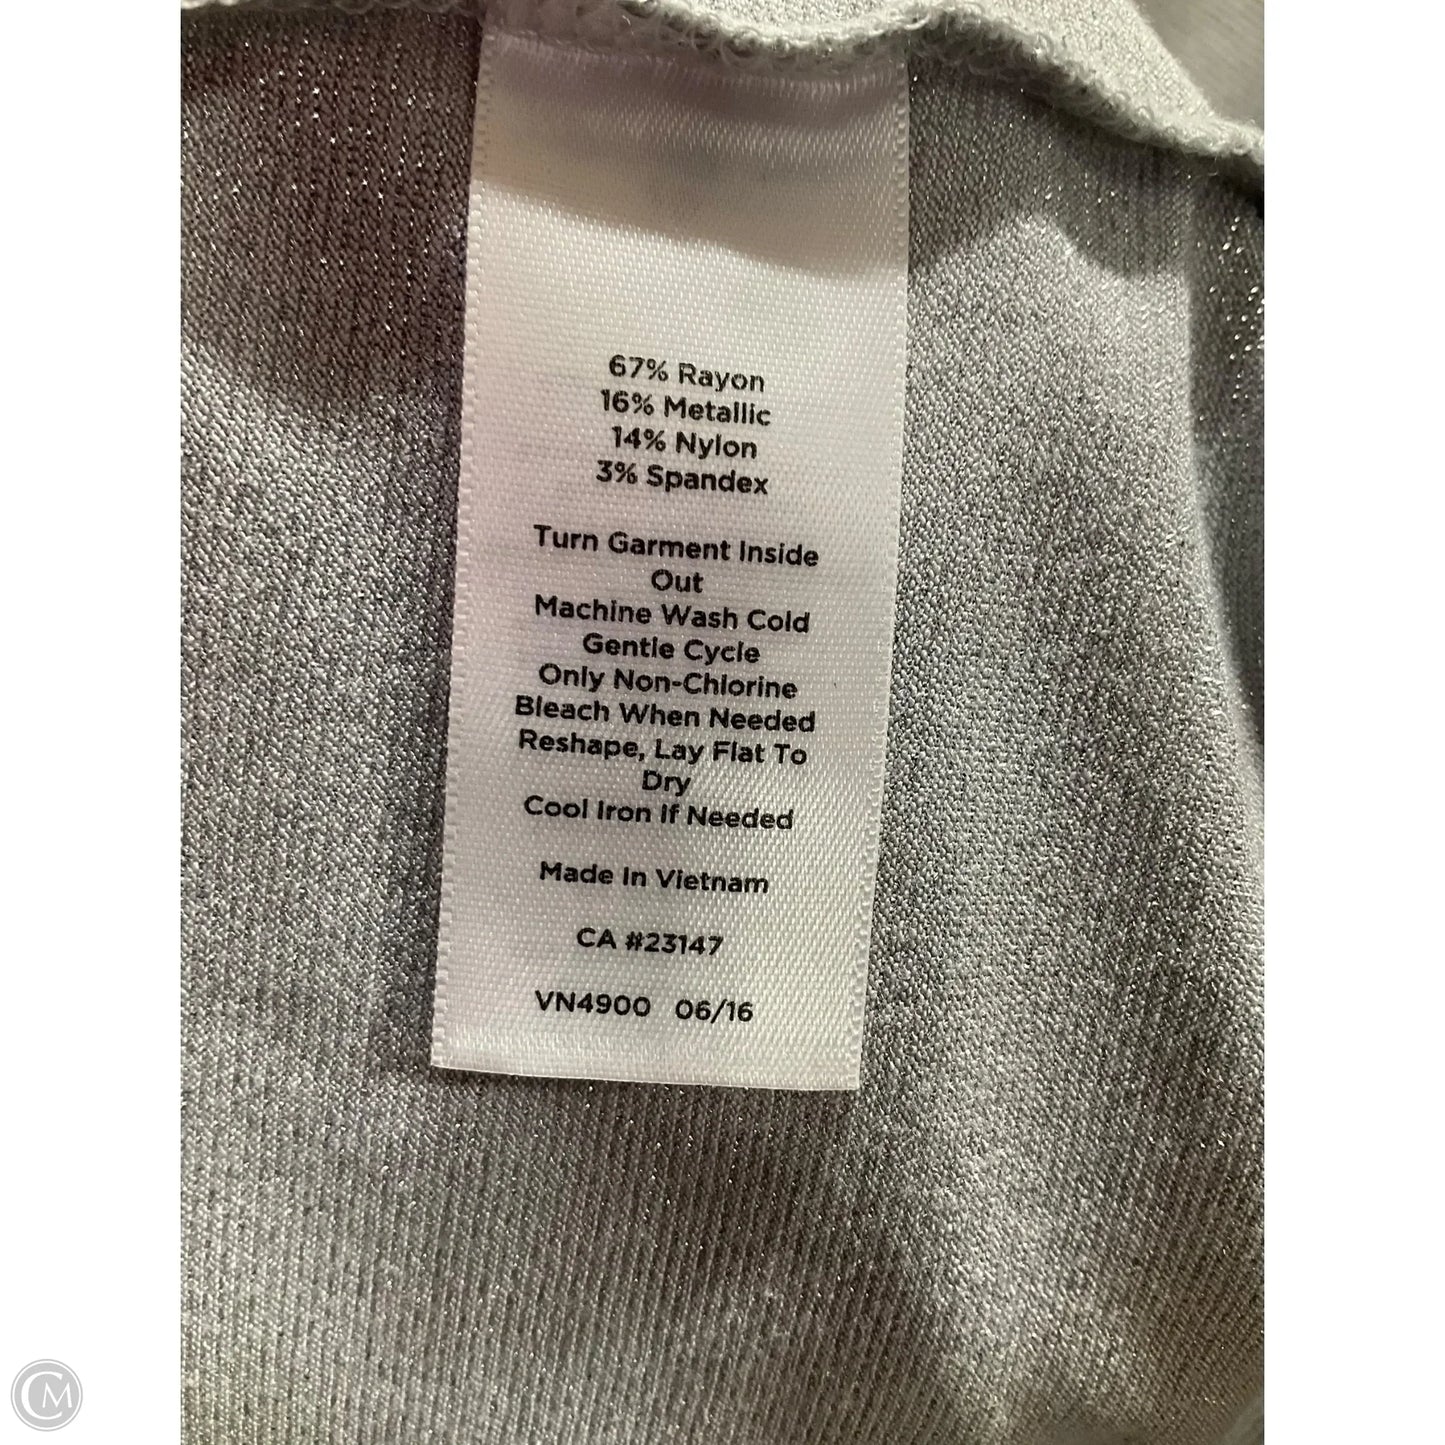 67% Rayon
16% Metallic
14% Nylon
3% Spandex
Turn Garment Inside
Out
Machine Wash Cold
Gentle Cycle
Only Non-Chlorine
Bleach When Needed
Reshape, Lay Flat To
Dry
Cool Iron If Needed
Made In Vietnam
CA #23147
VN4900 06/16
CM